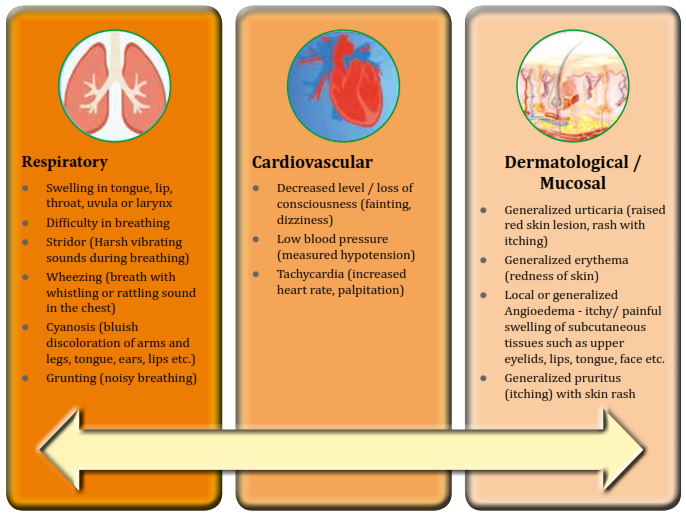 Respiratory
● Swelling in tongue, lip,
throat, uvula or larynx
● Difficulty in breathing
● Stridor (Harsh vibrating
sounds during breathing)
● Wheezing (breath with
whistling or rattling sound
in the chest)
● Cyanosis (bluish
discoloration of arms and
legs, tongue, ears, lips etc.)
● Grunting (noisy breathing)
Cardiovascular
● Decreased level / loss of
consciousness (fainting,
dizziness)
● Low blood pressure
(measured hypotension)
● Tachycardia (increased
heart rate, palpitation)
Dermatological /
Mucosal
● Generalized urticaria (raised
red skin lesion, rash with
itching)
● Generalized erythema
(redness of skin)
● Local or generalized
Angioedema - itchy/ painful
swelling of subcutaneous
tissues such as upper
eyelids, lips, tongue, face etc.
● Generalized pruritus
(itching) with skin rash